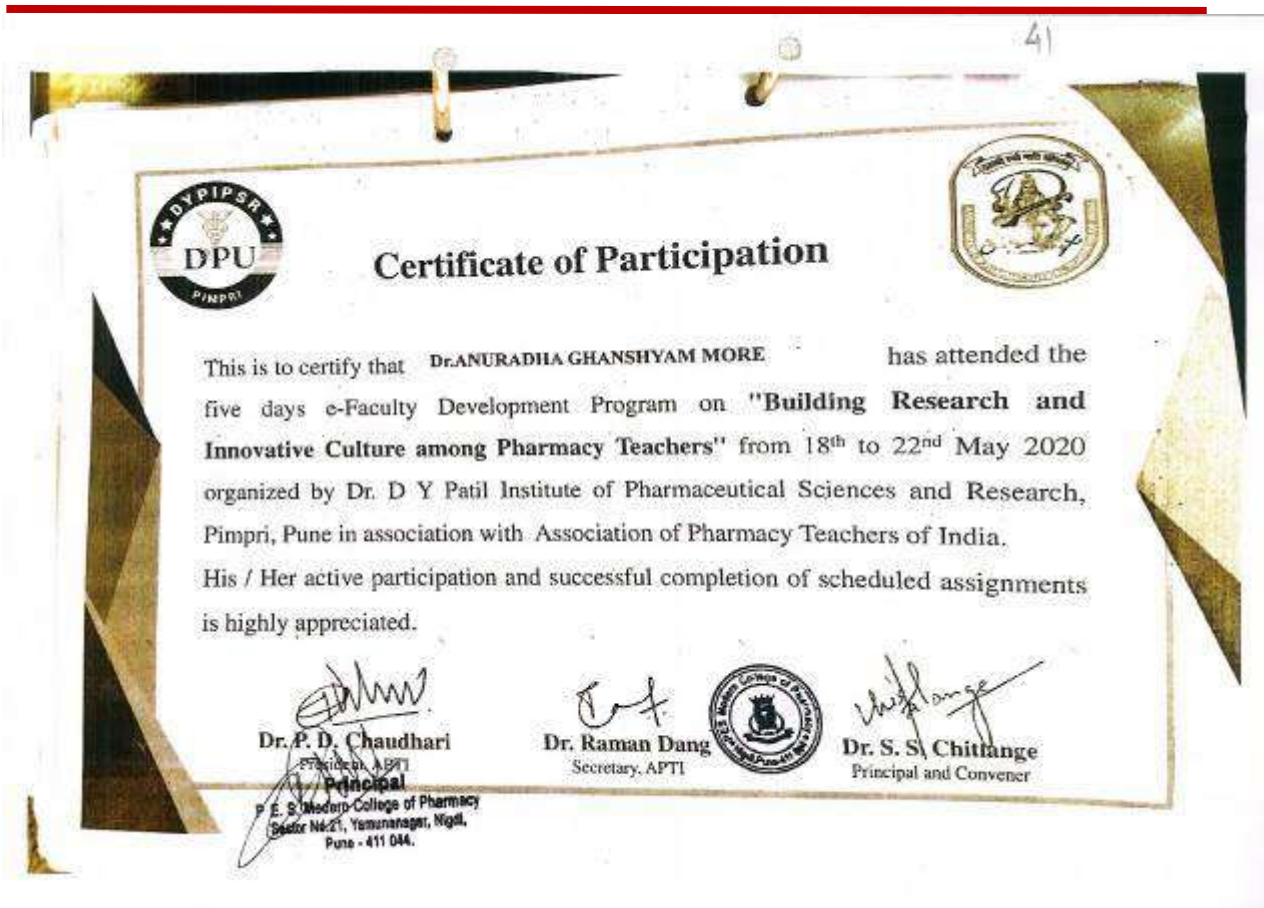 41
DYPIPSR
DPU
PIMPRI
Certificate of Participation
This is to certify that Dr.ANURADHA GHANSHYAM MORE has attended the
five days e-Faculty Development Program on "Building Research and
Innovative Culture among Pharmacy Teachers" from 18th to 22nd May 2020
organized by Dr. D Y Patil Institute of Pharmaceutical Sciences and Research,
Pimpri, Pune in association with Association of Pharmacy Teachers of India.
His / Her active participation and successful completion of scheduled assignments
is highly appreciated.
Dr. P. D. Chaudhari
President, APTI
Dr. Raman Dang
Secretary, APTI
Modern College of
Dr. S. S. Chitlange
Principal and Convener
Principal
P. E. S. Modern College of Pharmacy
Sector No.21, Yamunanagar, Nigdi,
Pune - 411 044.